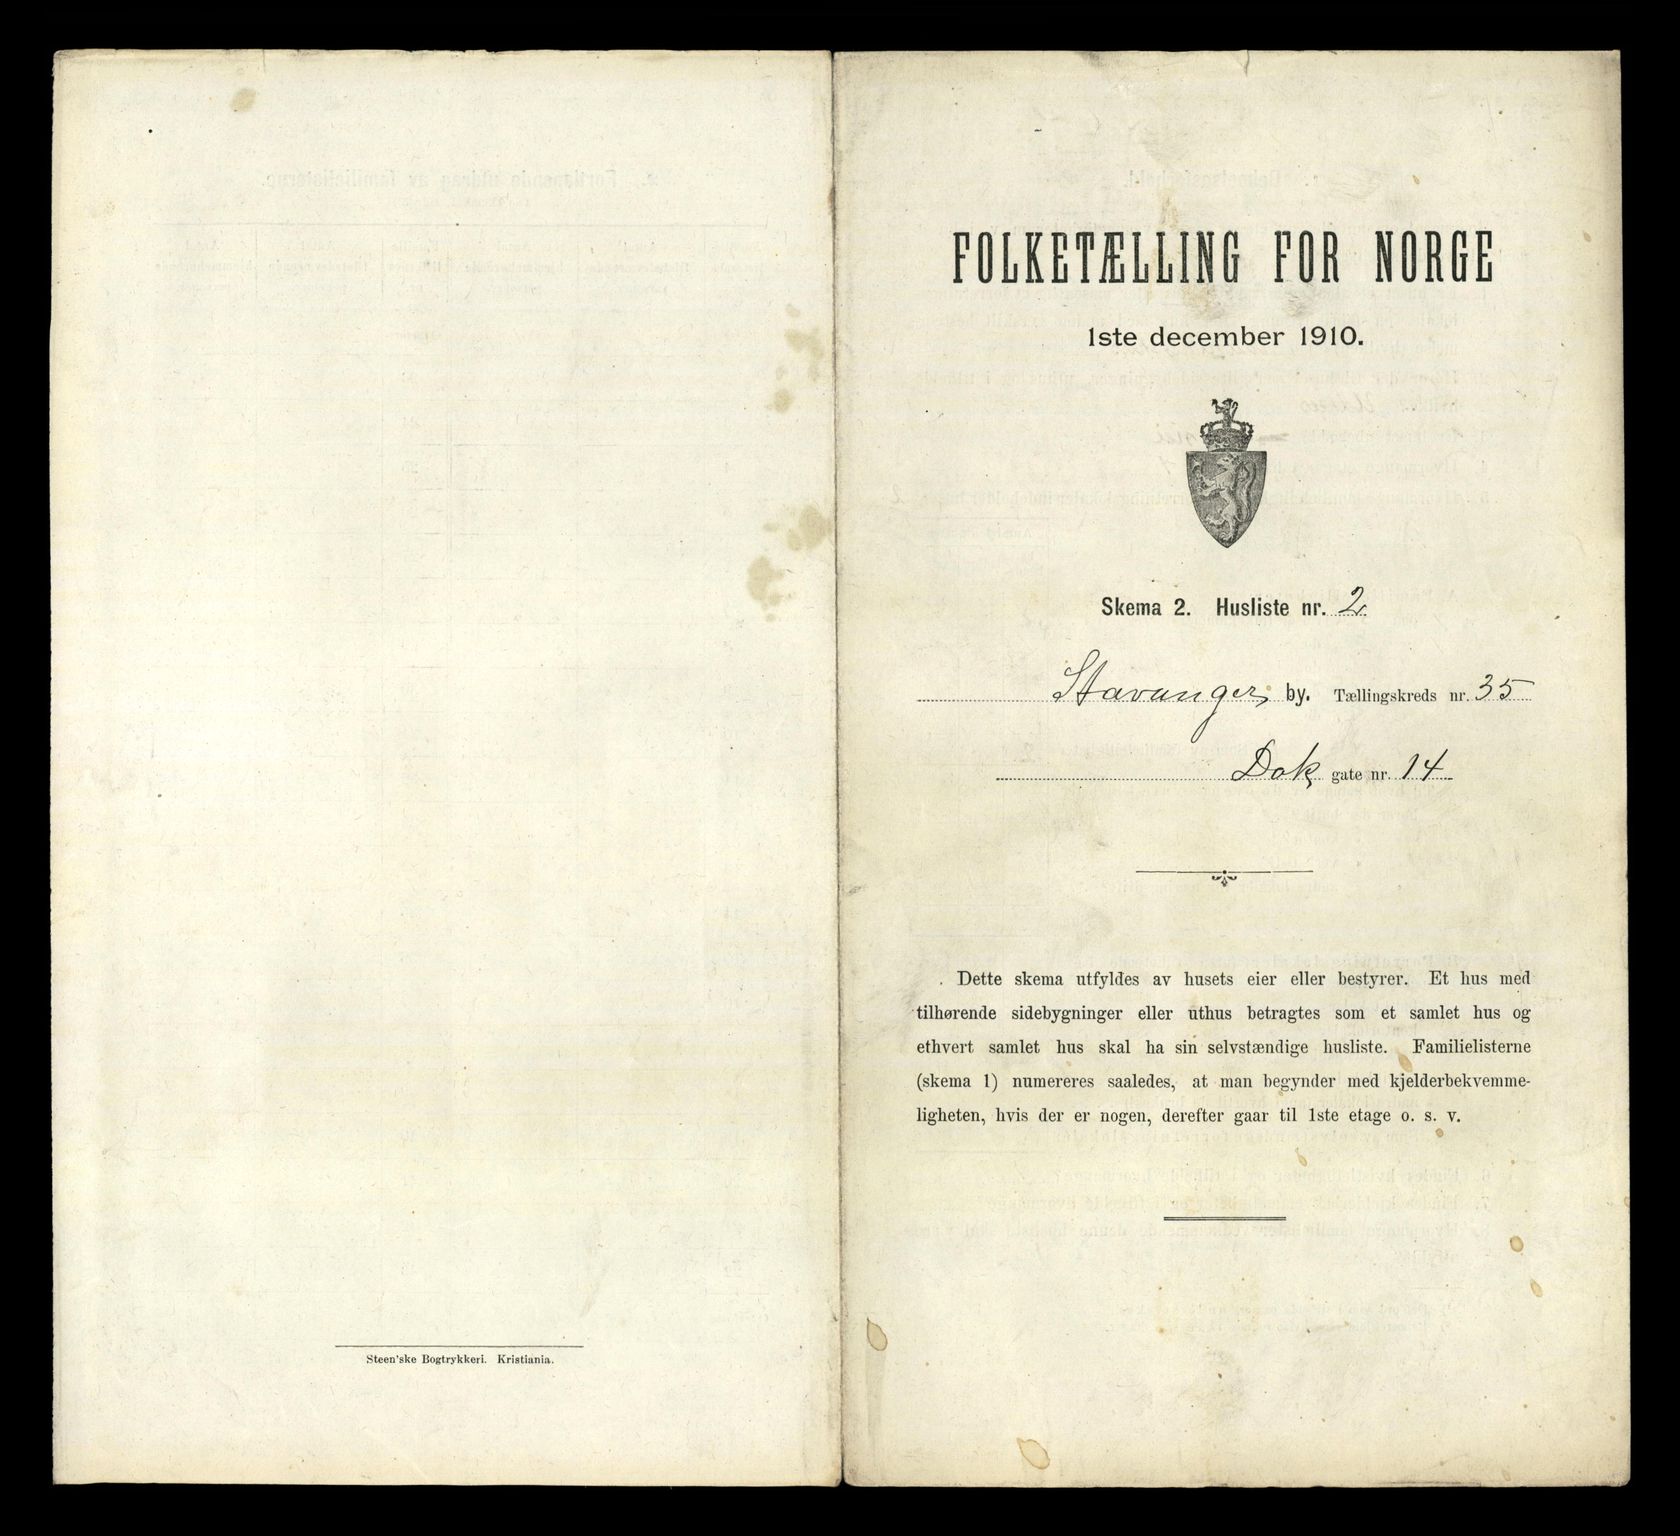 Steen'ske Bogtrykkeri. Kristiania.
FOLKETÆLLING FOR NORGE
1ste december 1910.
Skema 2. Husliste nr. 2
Stavanger by. Tællingskreds nr. 35
Dok gate nr. 14
Dette skema utfyldes av husets eier eller bestyrer. Et hus med
tilhørende sidebygninger eller uthus betragtes som et samlet hus og
ethvert samlet hus skal ha sin selvstændige husliste. Familielisterne
(skema 1) numereres saaledes, at man begynder med kjelderbekvemme-
ligheten, hvis der er nogen, derefter gaar til 1ste etage o. s. v.